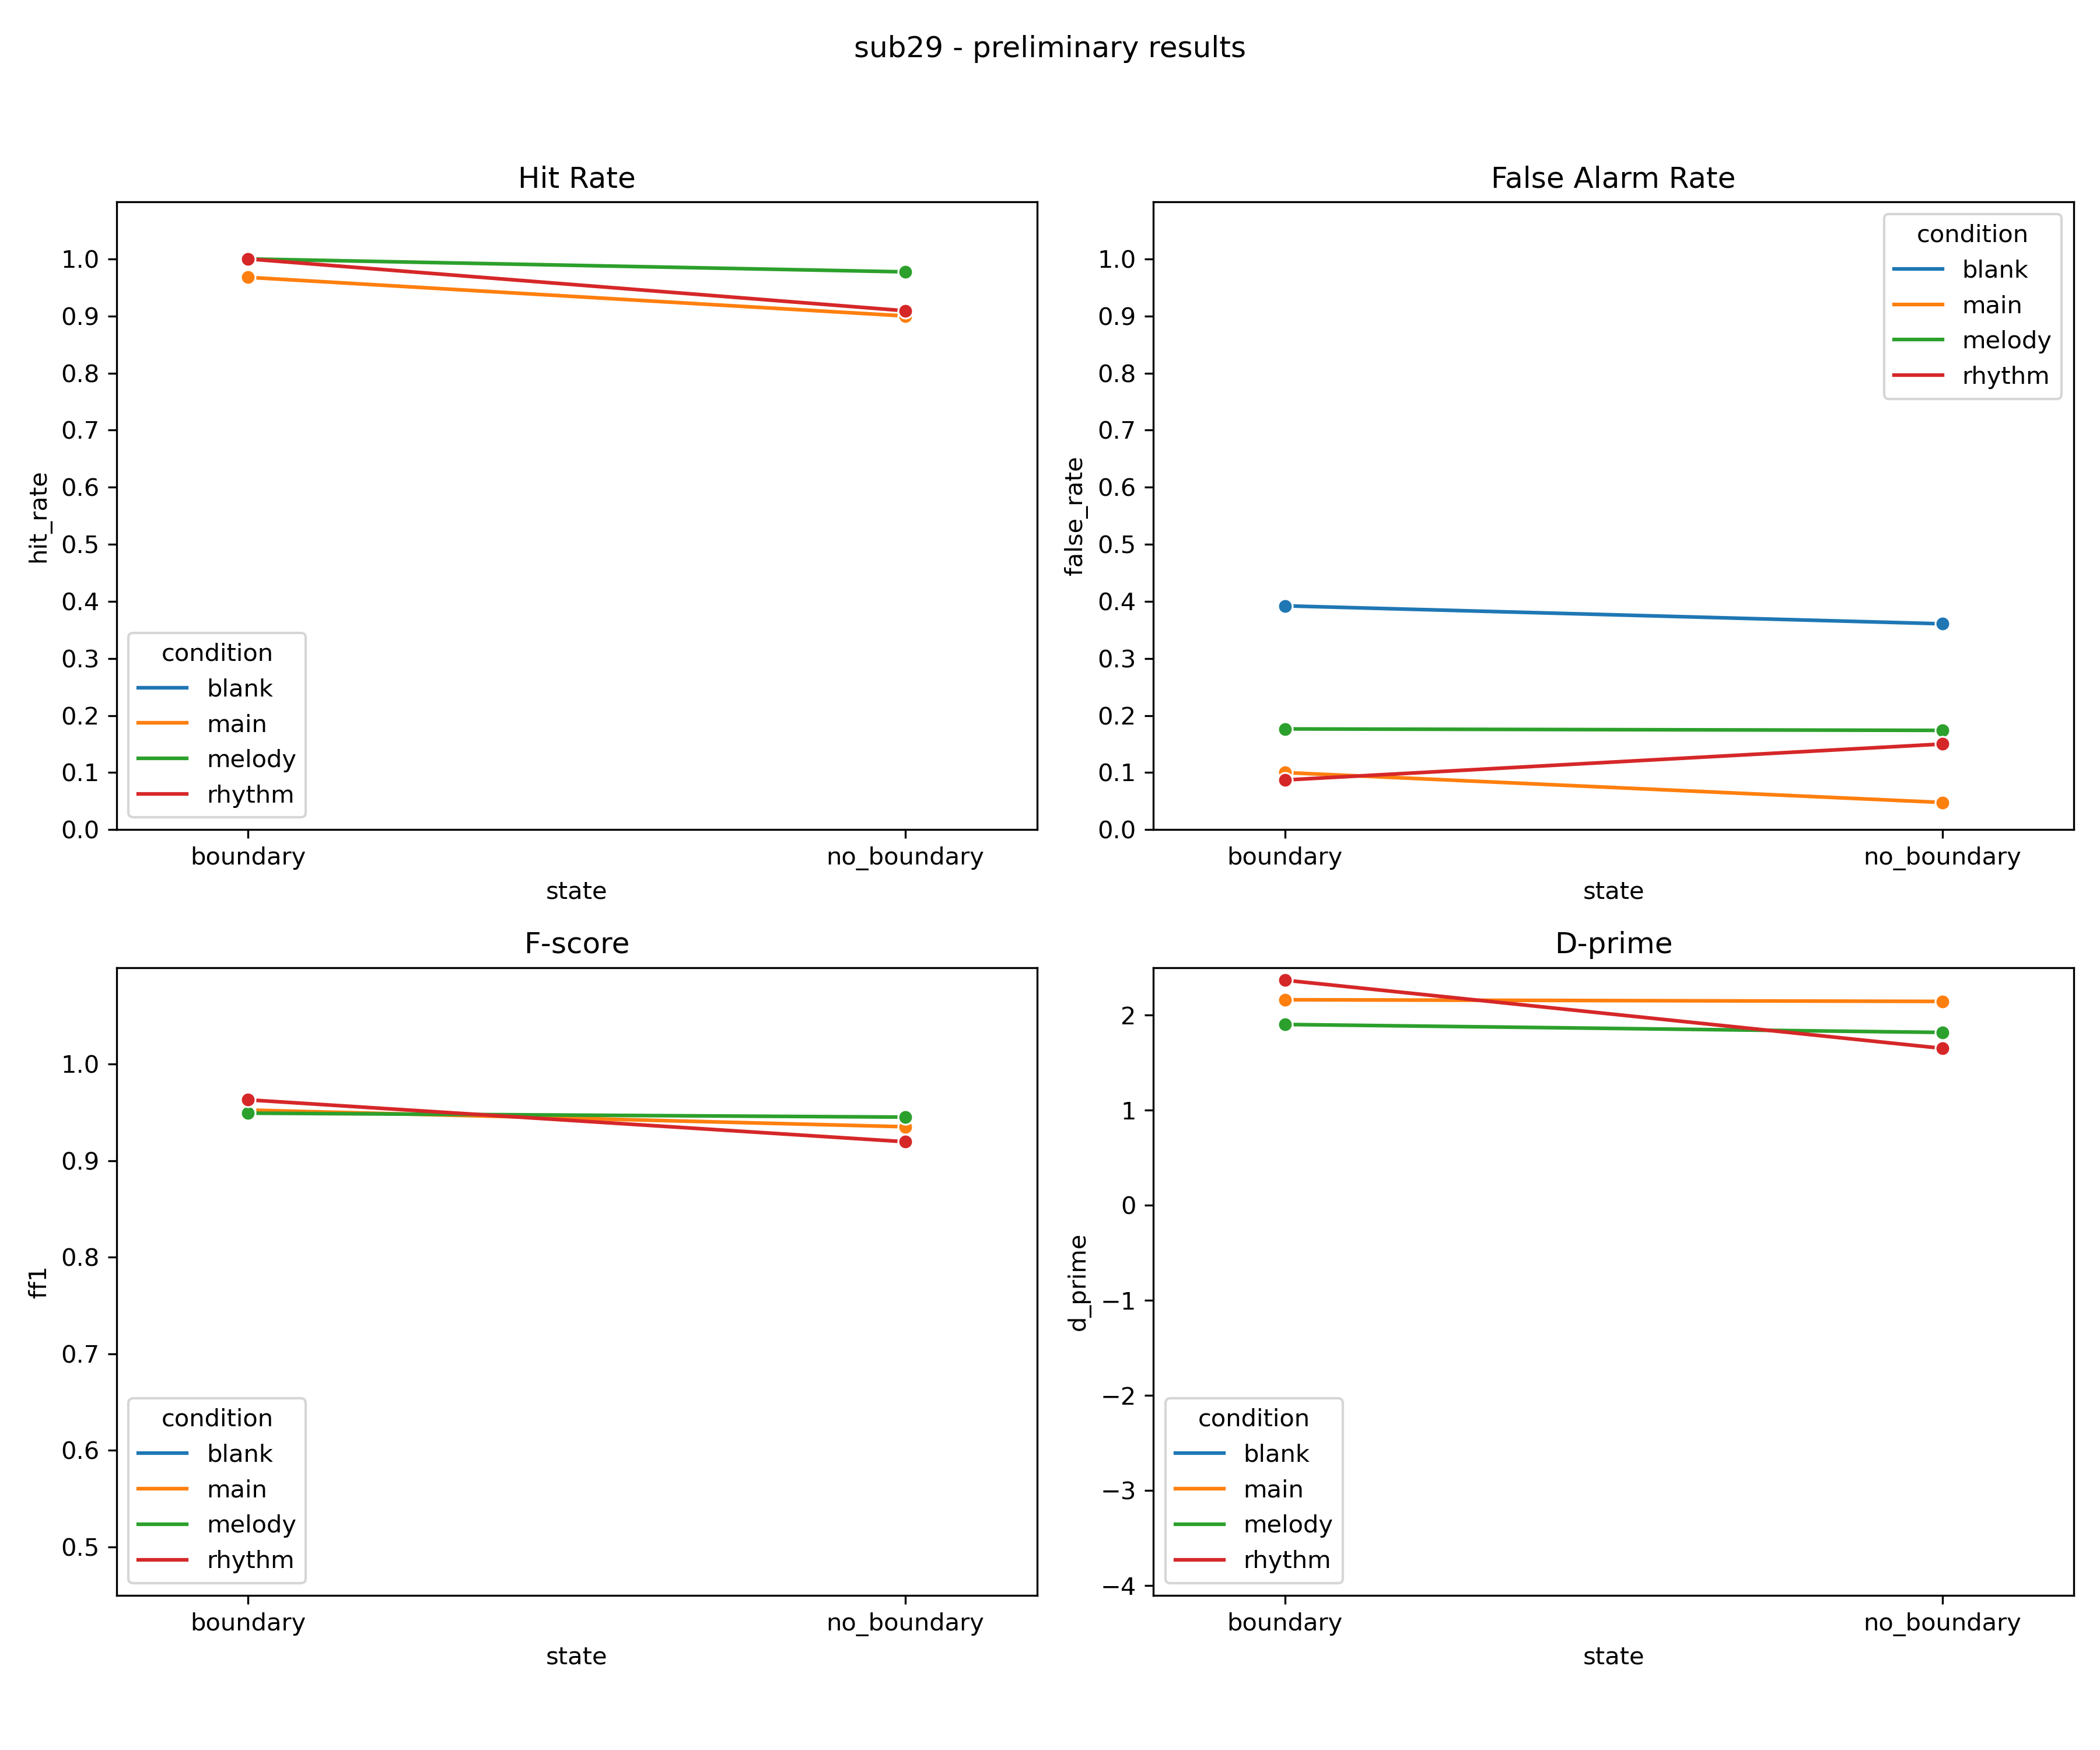 sub29 - preliminary results
Hit Rate
hit_rate
1.0
0.9
0.8
0.7
0.6
0.5
0.4
0.3
0.2
0.1
0.0
condition
blank
main
melody
rhythm
boundary
no_boundary
state
False Alarm Rate
false_rate
1.0
0.9
0.8
0.7
0.6
0.5
0.4
0.3
0.2
0.1
0.0
condition
blank
main
melody
rhythm
boundary
no_boundary
state
F-score
ff1
1.0
0.9
0.8
0.7
0.6
0.5
condition
blank
main
melody
rhythm
boundary
no_boundary
state
D-prime
d_prime
2
1
0
−1
−2
−3
−4
condition
blank
main
melody
rhythm
boundary
no_boundary
state